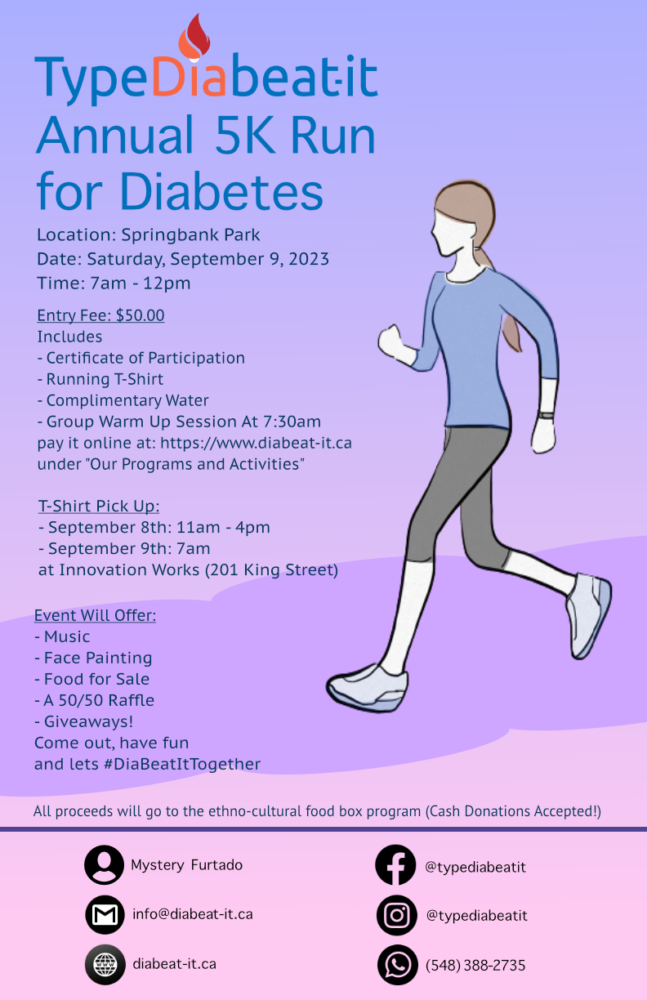 TypeDiabeat-it
Annual 5K Run
for Diabetes
Location: Springbank Park
Date: Saturday, September 9, 2023
Time: 7am - 12pm
Entry Fee: $50.00
Includes
- Certificate of Participation
- Running T-Shirt
- Complimentary Water
- Group Warm Up Session At 7:30am
pay it online at: https://www.diabeat-it.ca
under "Our Programs and Activities"
T-Shirt Pick Up:
- September 8th: 11am - 4pm
- September 9th: 7am
at Innovation Works (201 King Street)
Event Will Offer:
- Music
- Face Painting
- Food for Sale
- A 50/50 Raffle
- Giveaways!
Come out, have fun
and lets #DiaBeatItTogether
All proceeds will go to the ethno-cultural food box program (Cash Donations Accepted!)
Mystery Furtado
@typediabeatit
info@diabeat-it.ca
@typediabeatit
WWW
diabeat-it.ca
(548) 388-2735